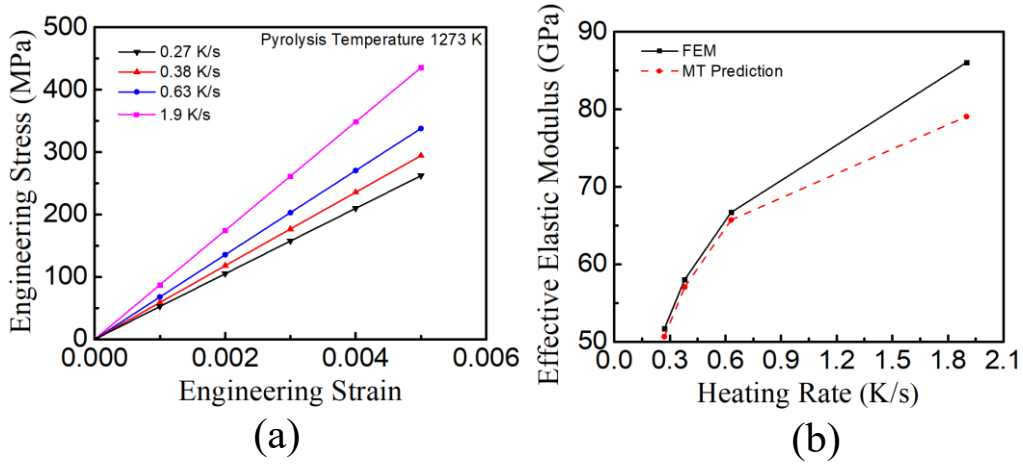 500
400
300
200
100
0
Engineering Stress (MPa)
Pyrolysis Temperature 1273 K
0.27 K/s
0.38 K/s
0.63 K/s
1.9 K/s
0.000 0.002 0.004 0.006
Engineering Strain
(a)
90
80
70
60
50
Effective Elastic Modulus (GPa)
FEM
MT Prediction
0.0 0.3 0.6 0.9 1.2 1.5 1.8 2.1
Heating Rate (K/s)
(b)